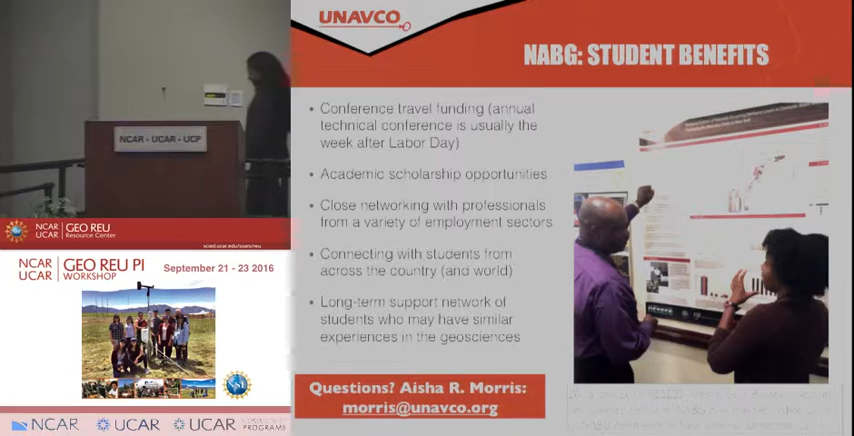 NCAR • UCAR • UCP
NCAR
UCAR
GEO REU
Resource Center
scied.ucar.edu/soars/reu
NCAR
UCAR
GEO REU PI
WORKSHOP
September 21 - 23 2016
NSF
NCAR
UCAR
UCAR
COMMUNITY
PROGRAMS
UNAVCO
NABG: STUDENT BENEFITS
• Conference travel funding (annual
technical conference is usually the
week after Labor Day)
• Academic scholarship opportunities
• Close networking with professionals
from a variety of employment sectors
• Connecting with students from
across the country (and world)
• Long-term support network of
students who may have similar
experiences in the geosciences
Questions? Aisha R. Morris:
morris@unavco.org